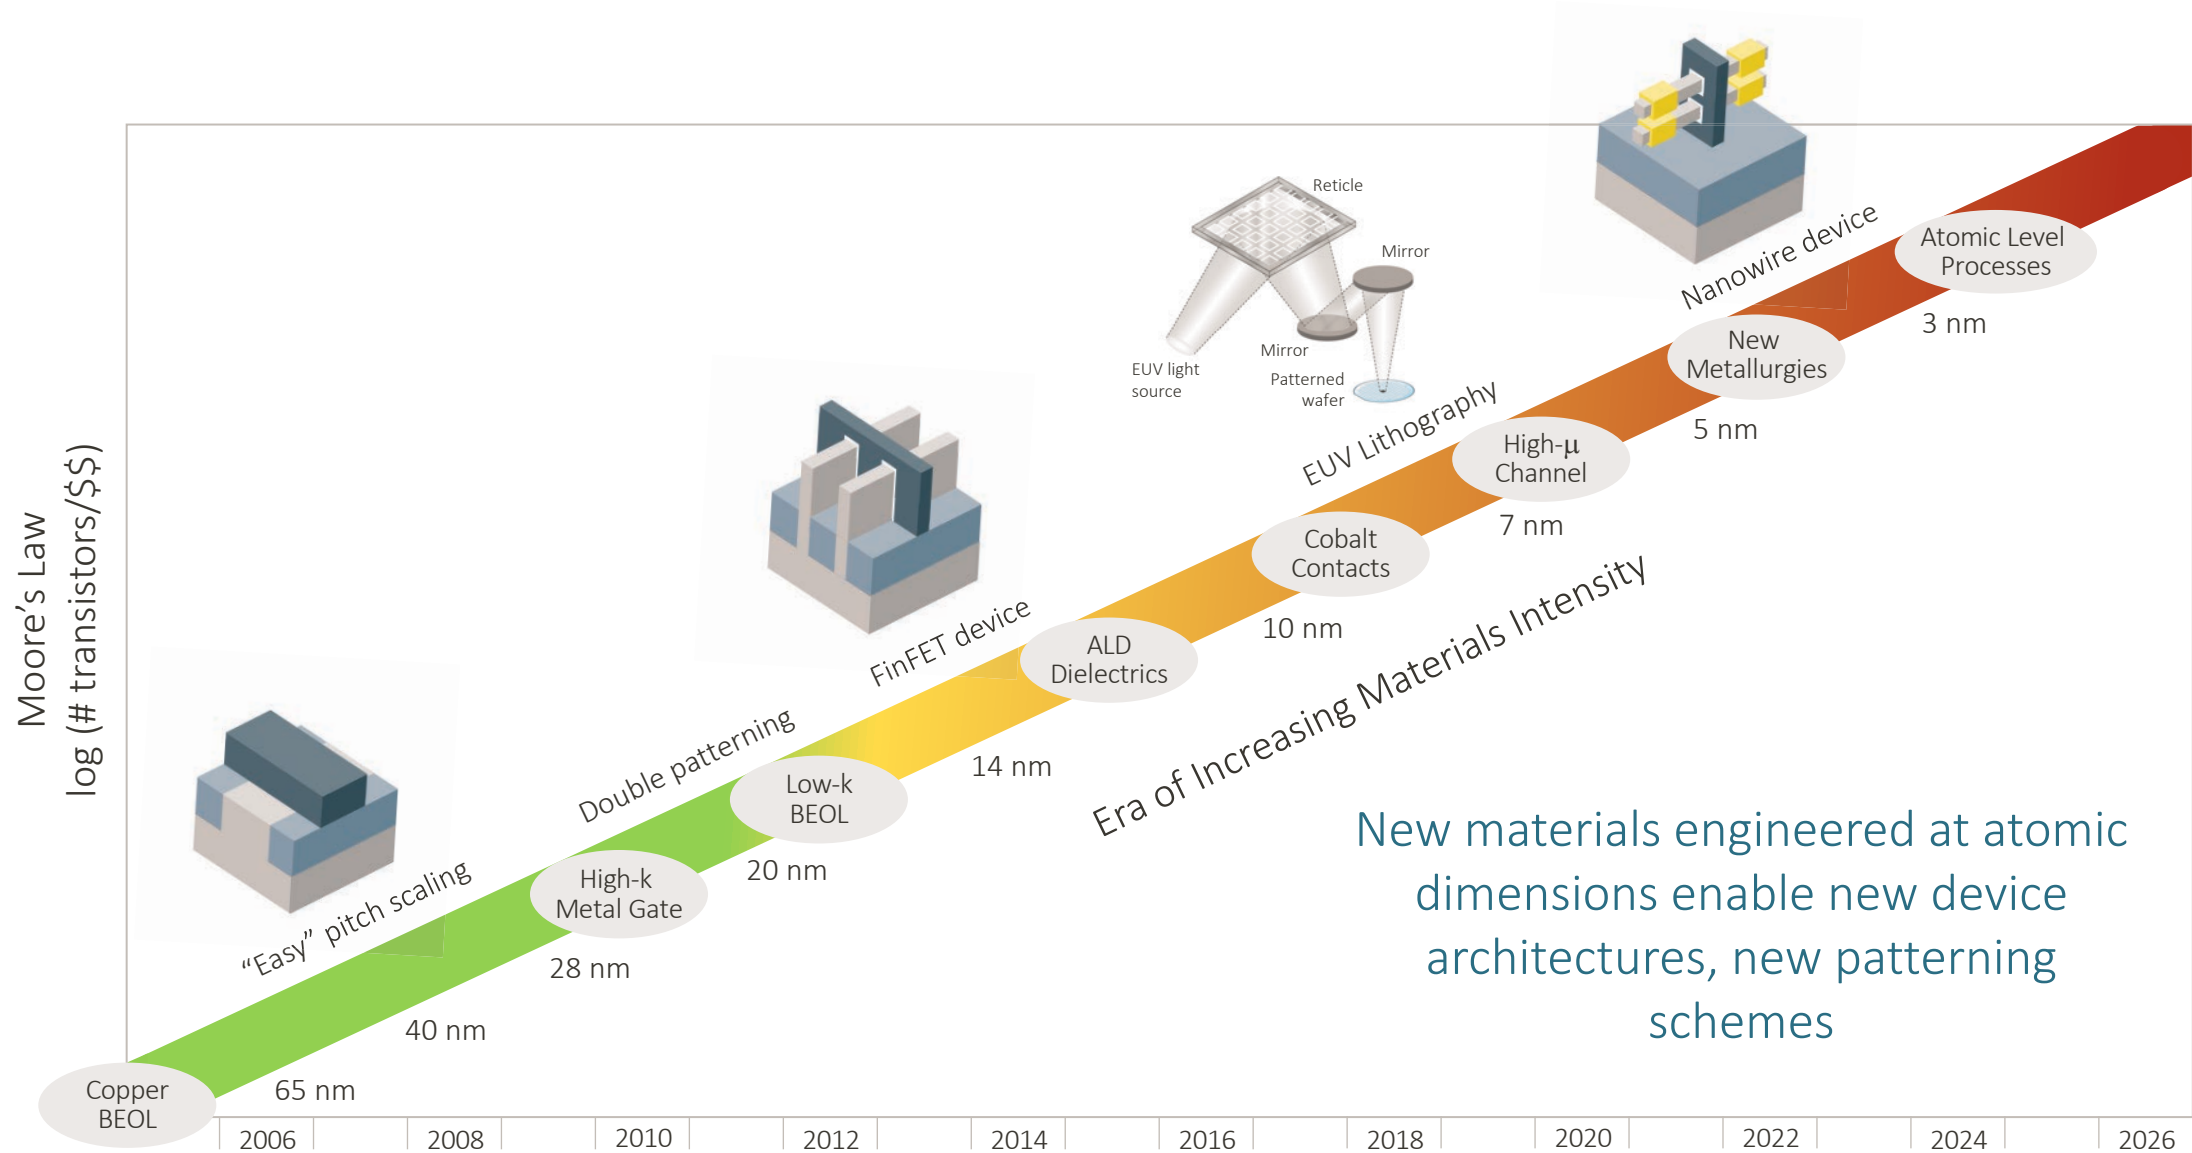 Moore's Law
log (# transistors/$$)
Reticle
Mirror
Mirror
EUV light
source
Patterned
wafer
"Easy" pitch scaling
Double patterning
FinFET device
EUV Lithography
Nanowire device
Copper
BEOL
High-k
Metal Gate
Low-k
BEOL
ALD
Dielectrics
Cobalt
Contacts
High-μ
Channel
New
Metallurgies
Atomic Level
Processes
65 nm
40 nm
28 nm
20 nm
14 nm
10 nm
7 nm
5 nm
3 nm
Era of Increasing Materials Intensity
New materials engineered at atomic
dimensions enable new device
architectures, new patterning
schemes
2006
2008
2010
2012
2014
2016
2018
2020
2022
2024
2026